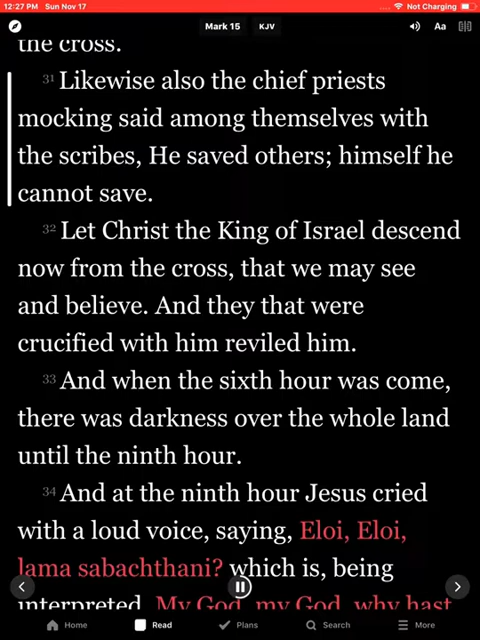 12:27 PM Sun Nov 17
Not Charging
Mark 15 KJV
Aa
the cross.
31 Likewise also the chief priests
mocking said among themselves with
the scribes, He saved others; himself he
cannot save.
32 Let Christ the King of Israel descend
now from the cross, that we may see
and believe. And they that were
crucified with him reviled him.
33 And when the sixth hour was come,
there was darkness over the whole land
until the ninth hour.
34 And at the ninth hour Jesus cried
with a loud voice, saying, Eloi, Eloi,
lama sabachthani? which is, being
interpreted, My God, my God, why hast
Home Read Plans Search More